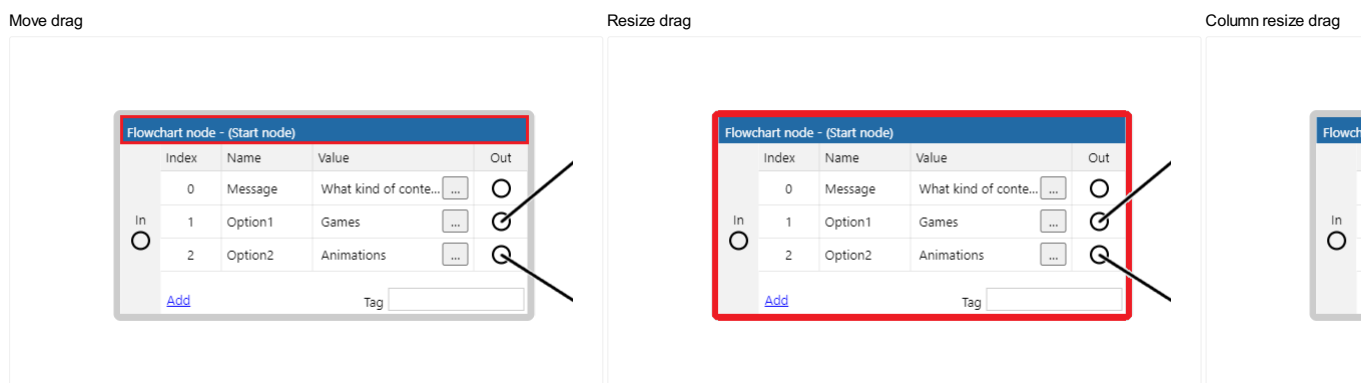 Move drag
Resize drag
Column resize drag
Flowchart node - (Start node)
Index Name Value Out
0 Message What kind of conte... ...
In
1 Option1 Games ...
2 Option2 Animations ...
Add Tag
Flowchart node - (Start node)
Index Name Value Out
0 Message What kind of conte... ...
In
1 Option1 Games ...
2 Option2 Animations ...
Add Tag
Flowch
In